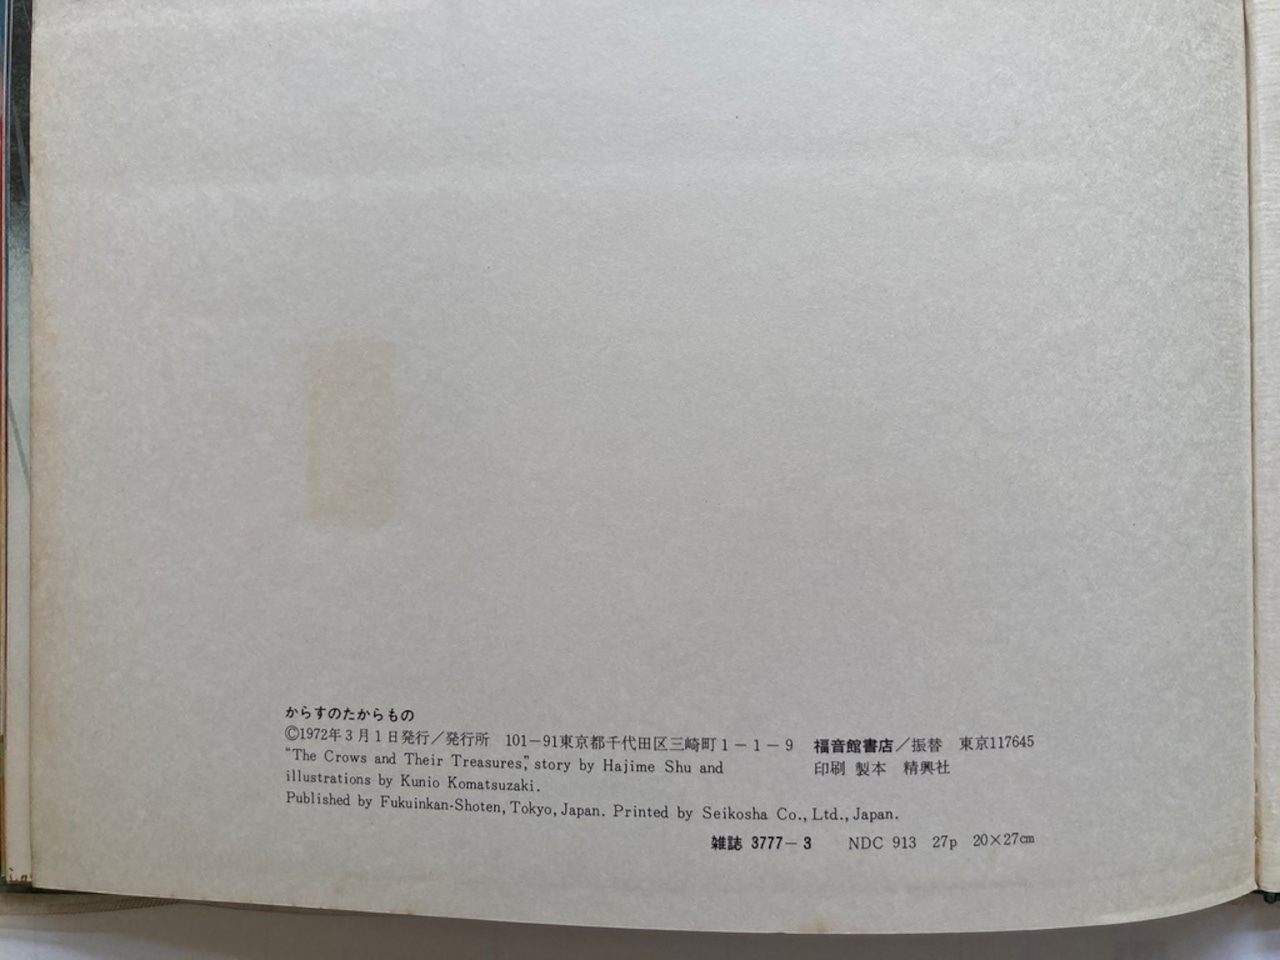 からすのたからもの
©1972年3月1日発行／発行所 101－91東京都千代田区三崎町1－1－9 福音館書店／振替 東京117645
“The Crows and Their Treasures,” story by Hajime Shu and 印刷 製本 精興社
illustrations by Kunio Komatsuzaki.
Published by Fukuinkan-Shoten, Tokyo, Japan. Printed by Seikosha Co., Ltd., Japan.
雑誌 3777－3 NDC 913 27p 20×27cm